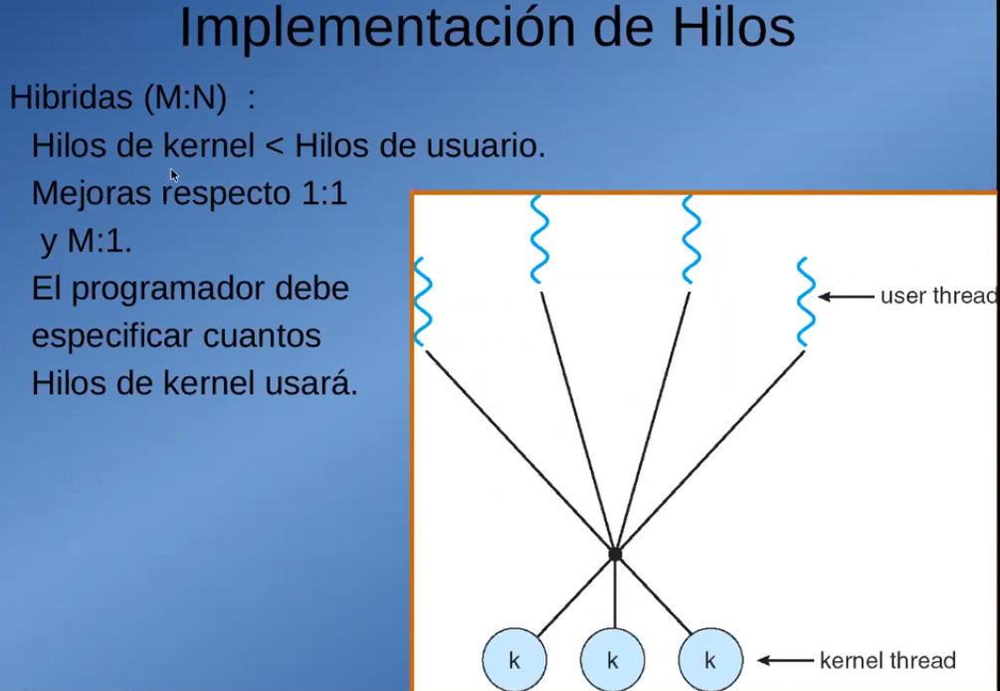 Implementación de Hilos
Hibridas (M:N) :
Hilos de kernel < Hilos de usuario.
Mejoras respecto 1:1
y M:1.
El programador debe
especificar cuantos
Hilos de kernel usará.
user thread
k k k
kernel thread